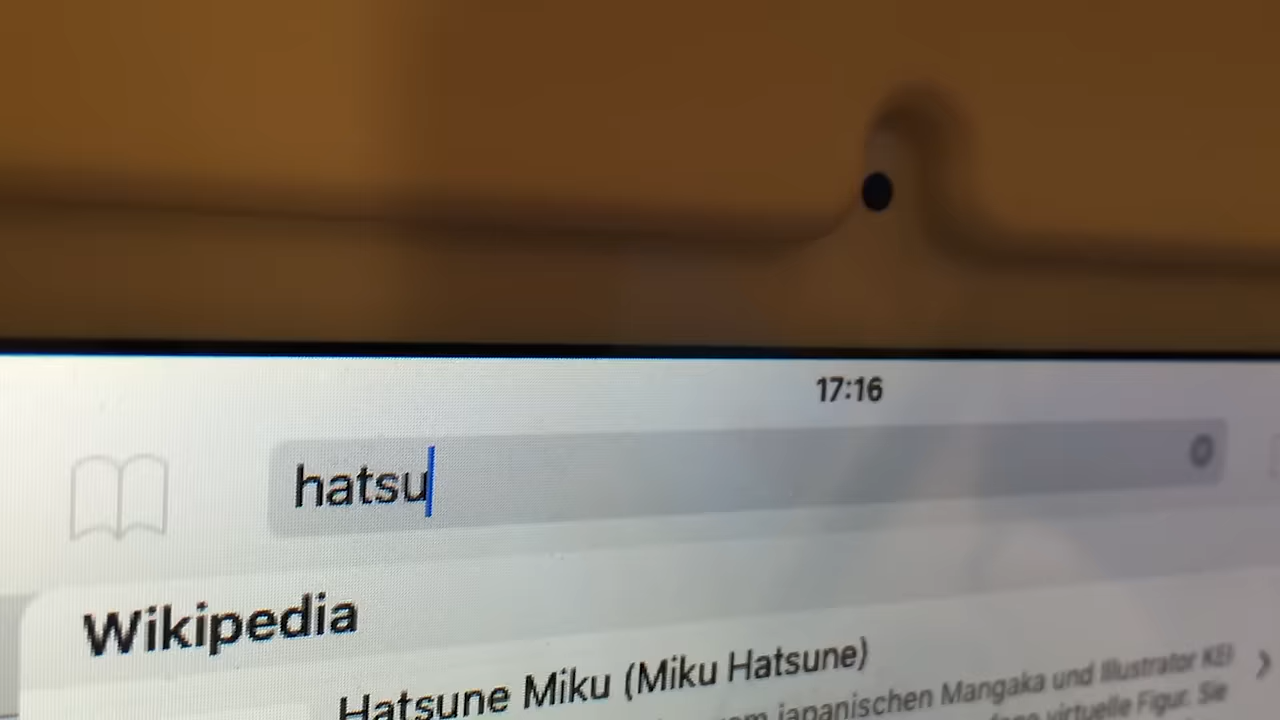 17:16
hatsu
Wikipedia
Hatsune Miku (Miku Hatsune)
japanischen Mangaka und Illustrator KEI
virtuelle Figur. Sie